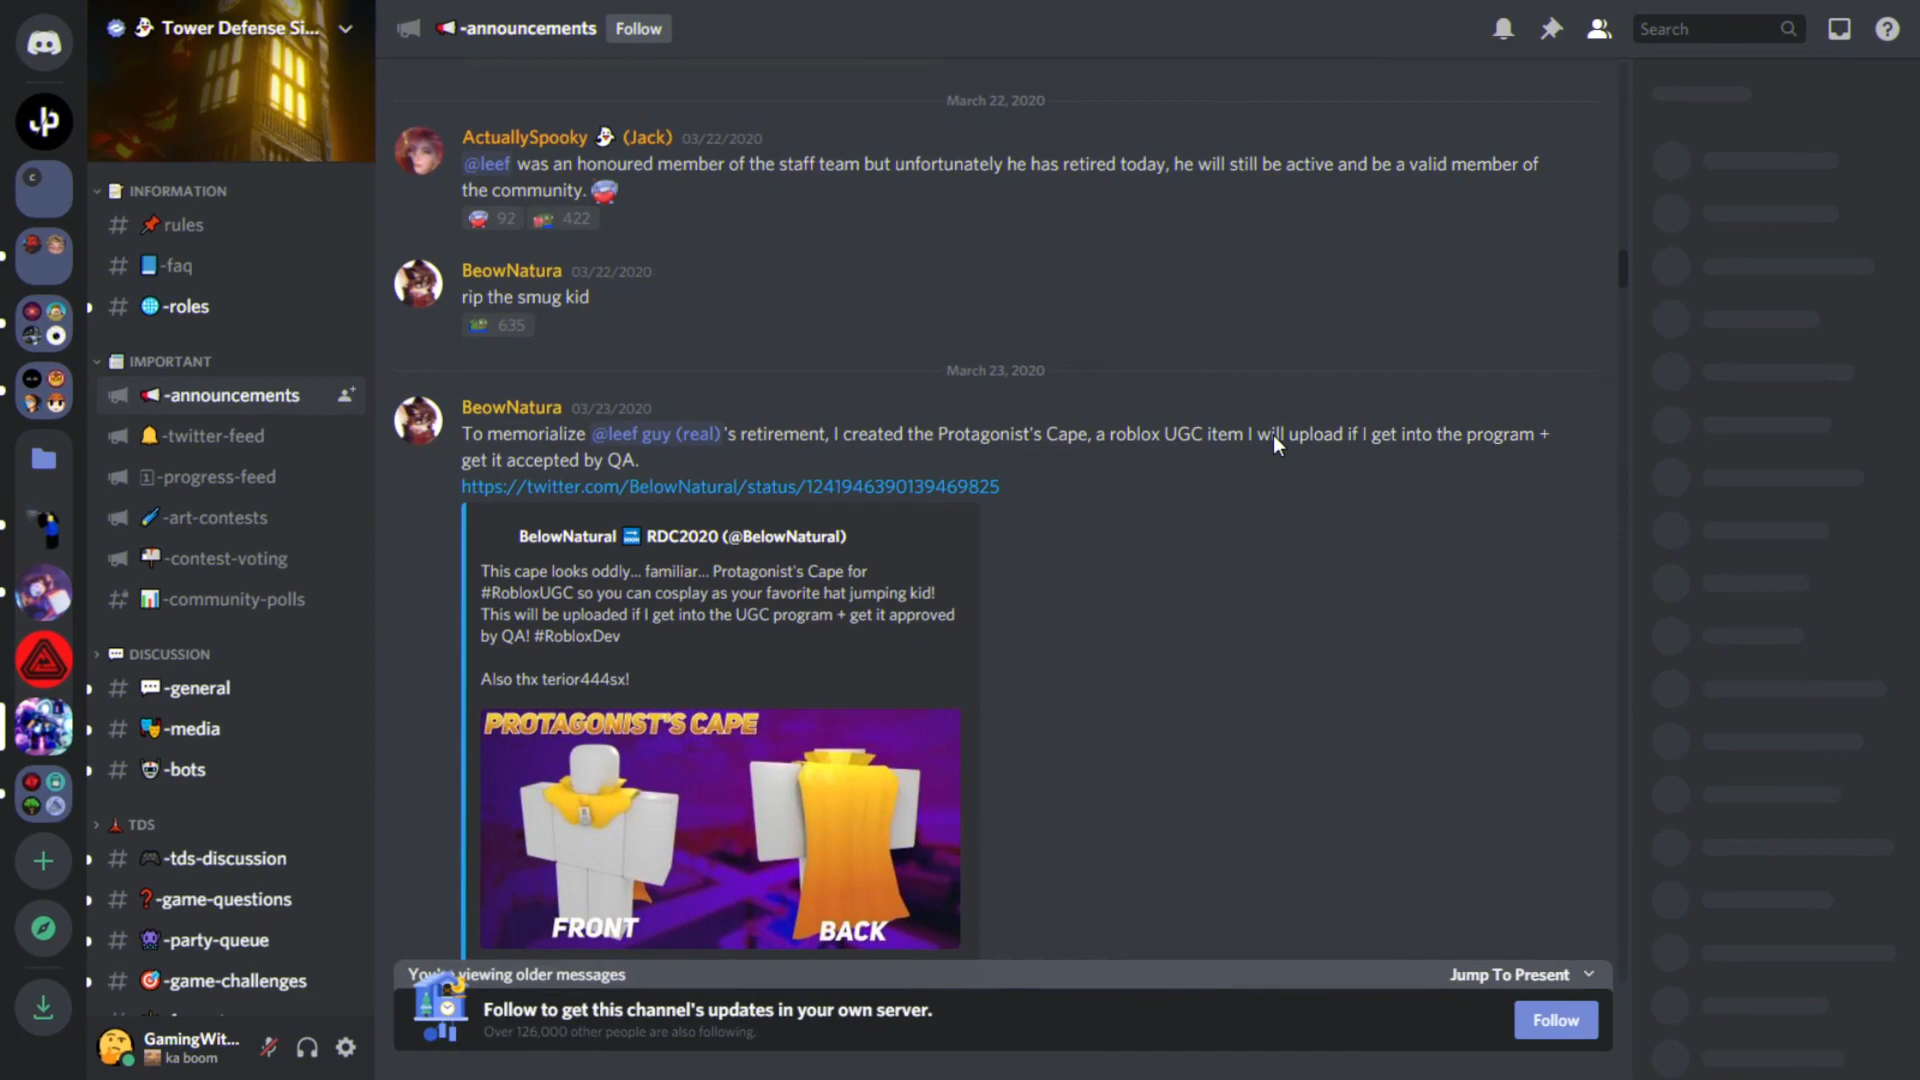 Tower Defense Si...
-announcements
Follow
Search
INFORMATION
rules
-faq
-roles
IMPORTANT
-announcements
-twitter-feed
-progress-feed
-art-contests
-contest-voting
-community-polls
DISCUSSION
-general
-media
-bots
TDS
-tds-discussion
-game-questions
-party-queue
-game-challenges
GamingWit...
ka boom
March 22, 2020
ActuallySpooky (Jack) 03/22/2020
@leef was an honoured member of the staff team but unfortunately he has retired today, he will still be active and be a valid member of
the community.
92 422
BeowNatura 03/22/2020
rip the smug kid
635
March 23, 2020
BeowNatura 03/23/2020
To memorialize @leef guy (real) 's retirement, I created the Protagonist's Cape, a roblox UGC item I will upload if I get into the program +
get it accepted by QA.
https://twitter.com/BelowNatural/status/1241946390139469825
BelowNatural SOON RDC2020 (@BelowNatural)
This cape looks oddly... familiar... Protagonist's Cape for
#RobloxUGC so you can cosplay as your favorite hat jumping kid!
This will be uploaded if I get into the UGC program + get it approved
by QA! #RobloxDev
Also thx terior444sx!
PROTAGONIST'S CAPE
FRONT BACK
You're viewing older messages
Jump To Present
Follow to get this channel's updates in your own server.
Over 126,000 other people are also following.
Follow